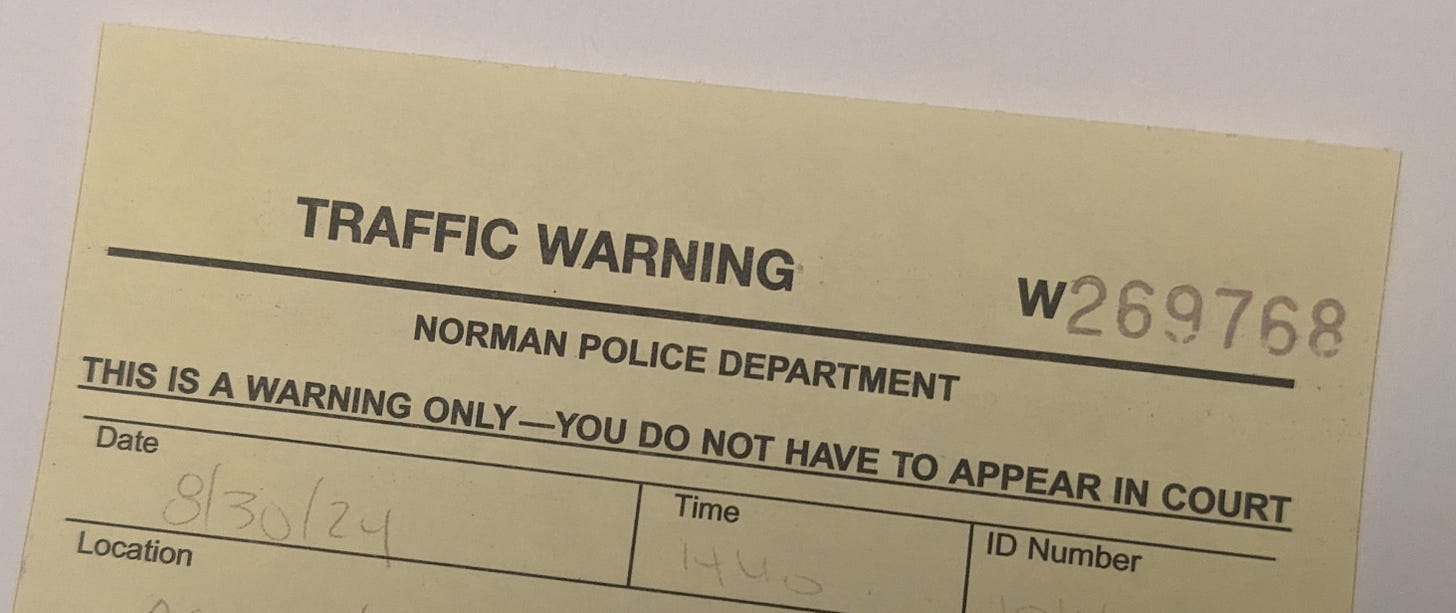 TRAFFIC WARNING
W269768
NORMAN POLICE DEPARTMENT
THIS IS A WARNING ONLY—YOU DO NOT HAVE TO APPEAR IN COURT
Date
Time
ID Number
8/30/24
1440
Location